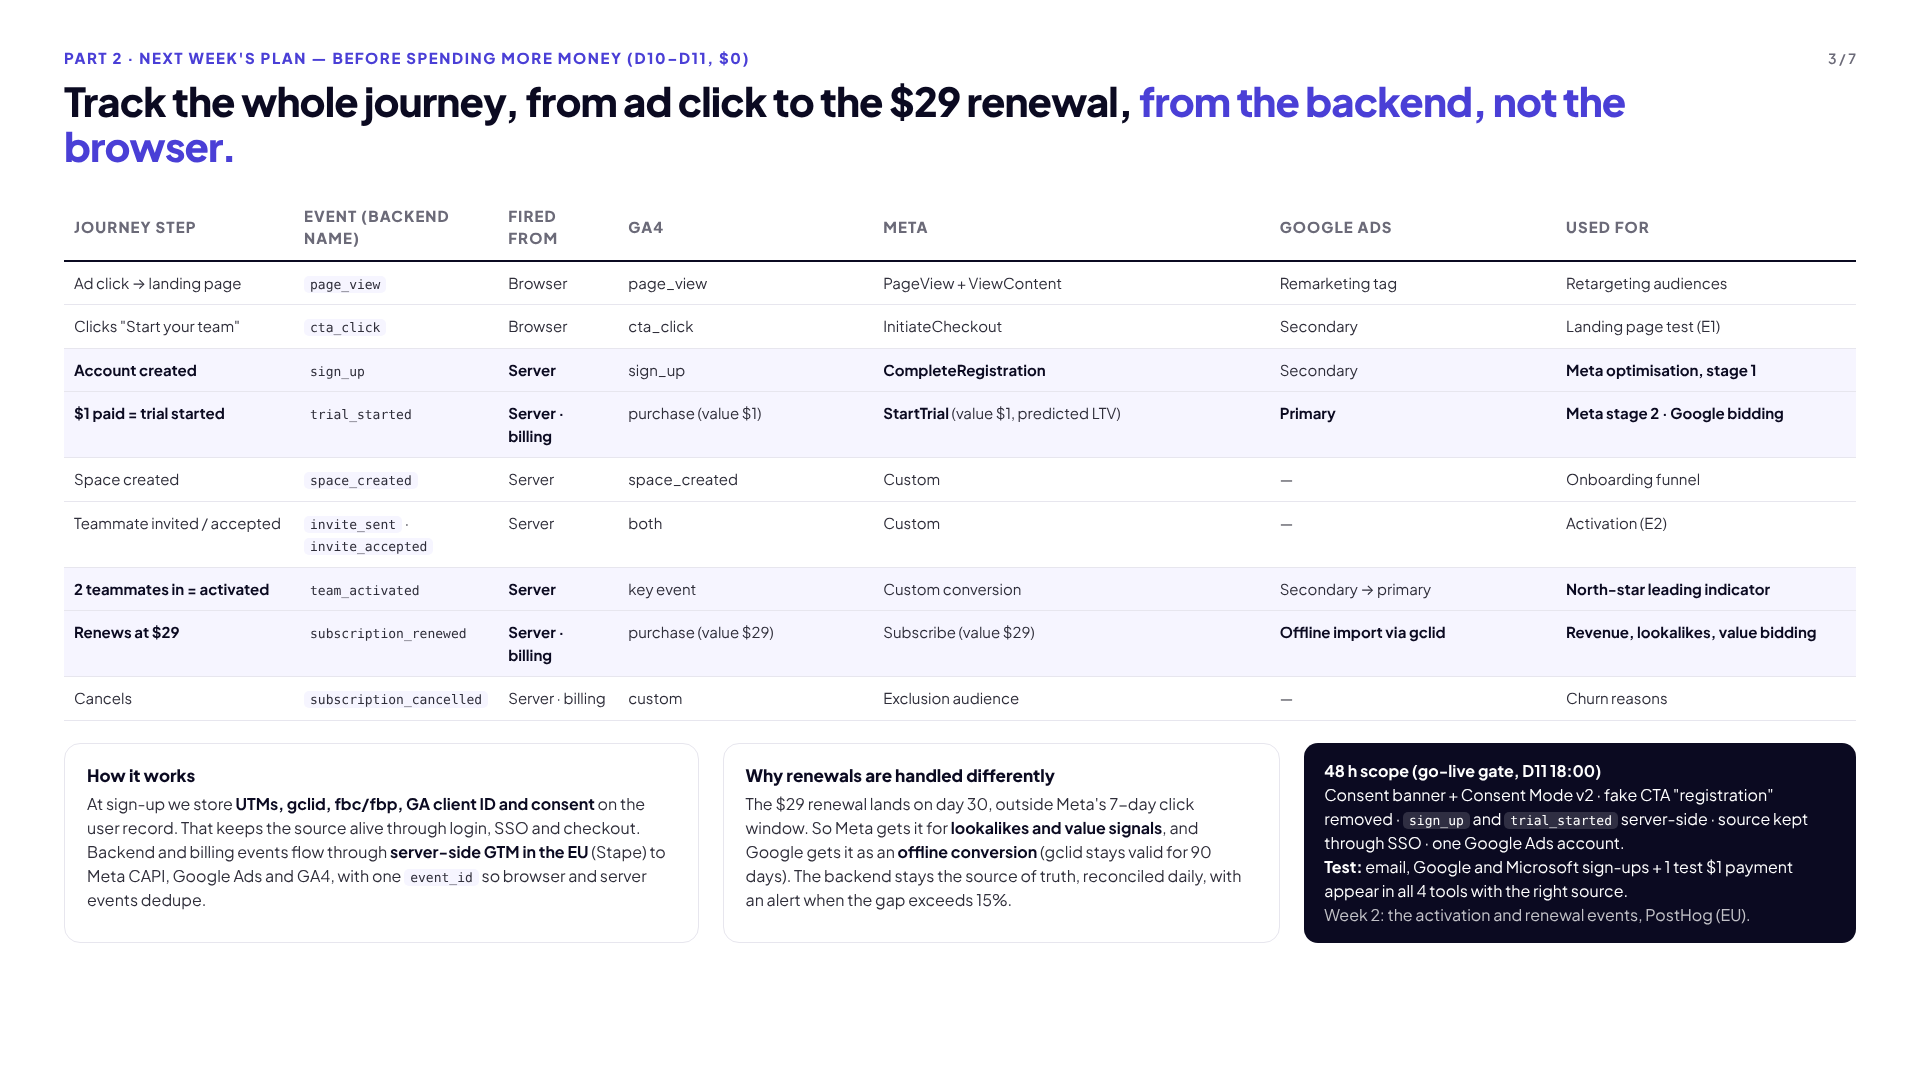 PART 2 · NEXT WEEK'S PLAN — BEFORE SPENDING MORE MONEY (D10–D11, $0)
3 / 7
Track the whole journey, from ad click to the $29 renewal, from the backend, not the
browser.
JOURNEY STEP
EVENT (BACKEND
NAME)
FIRED
FROM
GA4
META
GOOGLE ADS
USED FOR
Ad click → landing page
page_view
Browser
page_view
PageView + ViewContent
Remarketing tag
Retargeting audiences
Clicks "Start your team"
cta_click
Browser
cta_click
InitiateCheckout
Secondary
Landing page test (E1)
Account created
sign_up
Server
sign_up
CompleteRegistration
Secondary
Meta optimisation, stage 1
$1 paid = trial started
trial_started
Server ·
billing
purchase (value $1)
StartTrial (value $1, predicted LTV)
Primary
Meta stage 2 · Google bidding
Space created
space_created
Server
space_created
Custom
—
Onboarding funnel
Teammate invited / accepted
invite_sent ·
invite_accepted
Server
both
Custom
—
Activation (E2)
2 teammates in = activated
team_activated
Server
key event
Custom conversion
Secondary → primary
North-star leading indicator
Renews at $29
subscription_renewed
Server ·
billing
purchase (value $29)
Subscribe (value $29)
Offline import via gclid
Revenue, lookalikes, value bidding
Cancels
subscription_cancelled
Server · billing
custom
Exclusion audience
—
Churn reasons
How it works
At sign-up we store UTMs, gclid, fbc/fbp, GA client ID and consent on the
user record. That keeps the source alive through login, SSO and checkout.
Backend and billing events flow through server-side GTM in the EU (Stape) to
Meta CAPI, Google Ads and GA4, with one event_id so browser and server
events dedupe.
Why renewals are handled differently
The $29 renewal lands on day 30, outside Meta's 7-day click
window. So Meta gets it for lookalikes and value signals, and
Google gets it as an offline conversion (gclid stays valid for 90
days). The backend stays the source of truth, reconciled daily, with
an alert when the gap exceeds 15%.
48 h scope (go-live gate, D11 18:00)
Consent banner + Consent Mode v2 · fake CTA "registration"
removed · sign_up and trial_started server-side · source kept
through SSO · one Google Ads account.
Test: email, Google and Microsoft sign-ups + 1 test $1 payment
appear in all 4 tools with the right source.
Week 2: the activation and renewal events, PostHog (EU).